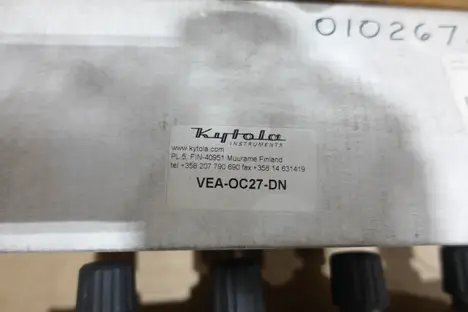 010267
Kytola
INSTRUMENTS
www.kytola.com
PL 5, FIN-40951 Muurame Finland
tel +358 207 790 690 fax +358 14 631419
VEA-OC27-DN